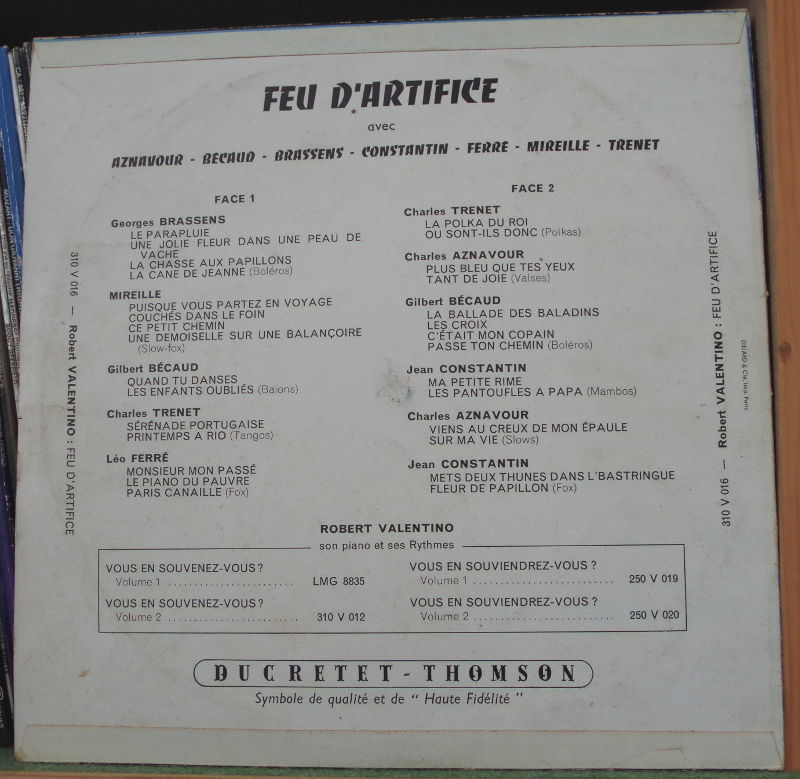 FEU D'ARTIFICE
avec
AZNAVOUR - BÉCAUD - BRASSENS - CONSTANTIN - FERRÉ - MIREILLE - TRENET
FACE 1
Georges BRASSENS
LE PARAPLUIE
UNE JOLIE FLEUR DANS UNE PEAU DE
VACHE
LA CHASSE AUX PAPILLONS
LA CANE DE JEANNE (Boléros)
MIREILLE
PUISQUE VOUS PARTEZ EN VOYAGE
COUCHÉS DANS LE FOIN
CE PETIT CHEMIN
UNE DEMOISELLE SUR UNE BALANÇOIRE
(Slow-fox)
Gilbert BÉCAUD
QUAND TU DANSES
LES ENFANTS OUBLIÉS (Baïons)
Charles TRENET
SÉRÉNADE PORTUGAISE
PRINTEMPS A RIO (Tangos)
Léo FERRÉ
MONSIEUR MON PASSÉ
LE PIANO DU PAUVRE
PARIS CANAILLE (Fox)
FACE 2
Charles TRENET
LA POLKA DU ROI
OU SONT-ILS DONC (Polkas)
Charles AZNAVOUR
PLUS BLEU QUE TES YEUX
TANT DE JOIE (Valses)
Gilbert BÉCAUD
LA BALLADE DES BALADINS
LES CROIX
C'ÉTAIT MON COPAIN
PASSE TON CHEMIN (Boléros)
Jean CONSTANTIN
MA PETITE RIME
LES PANTOUFLES A PAPA (Mambos)
Charles AZNAVOUR
VIENS AU CREUX DE MON ÉPAULE
SUR MA VIE (Slows)
Jean CONSTANTIN
METS DEUX THUNES DANS L'BASTRINGUE
FLEUR DE PAPILLON (Fox)
310 V 016 — Robert VALENTINO : FEU D'ARTIFICE
310 V 016 — Robert VALENTINO : FEU D'ARTIFICE
ROBERT VALENTINO
son piano et ses Rythmes
VOUS EN SOUVENEZ-VOUS ?
Volume 1 ....................... LMG 8835
VOUS EN SOUVENEZ-VOUS ?
Volume 2 ........................ 310 V 012
VOUS EN SOUVIENDREZ-VOUS ?
Volume 1 .......................... 250 V 019
VOUS EN SOUVIENDREZ-VOUS ?
Volume 2 .......................... 250 V 020
DUCRETET - THOMSON
Symbole de qualité et de “ Haute Fidélité ”